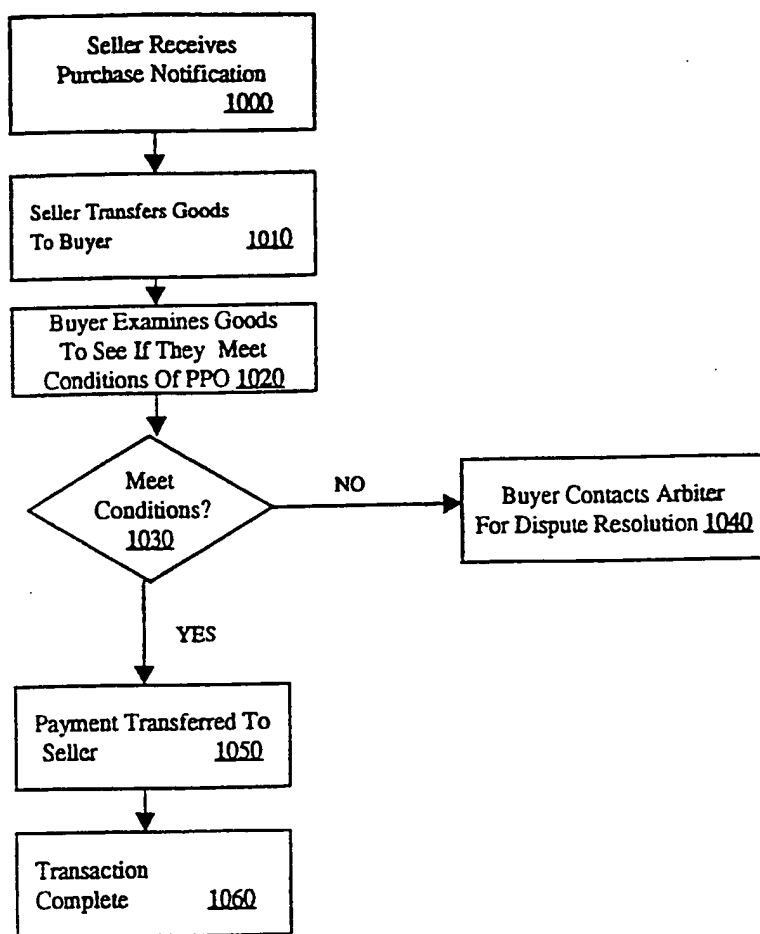 Seller Receives
Purchase Notification
1000
Seller Transfers Goods
To Buyer 1010
Buyer Examines Goods
To See If They Meet
Conditions Of PPO 1020
Meet
Conditions?
1030
NO
Buyer Contacts Arbiter
For Dispute Resolution 1040
YES
Payment Transferred To
Seller 1050
Transaction
Complete 1060